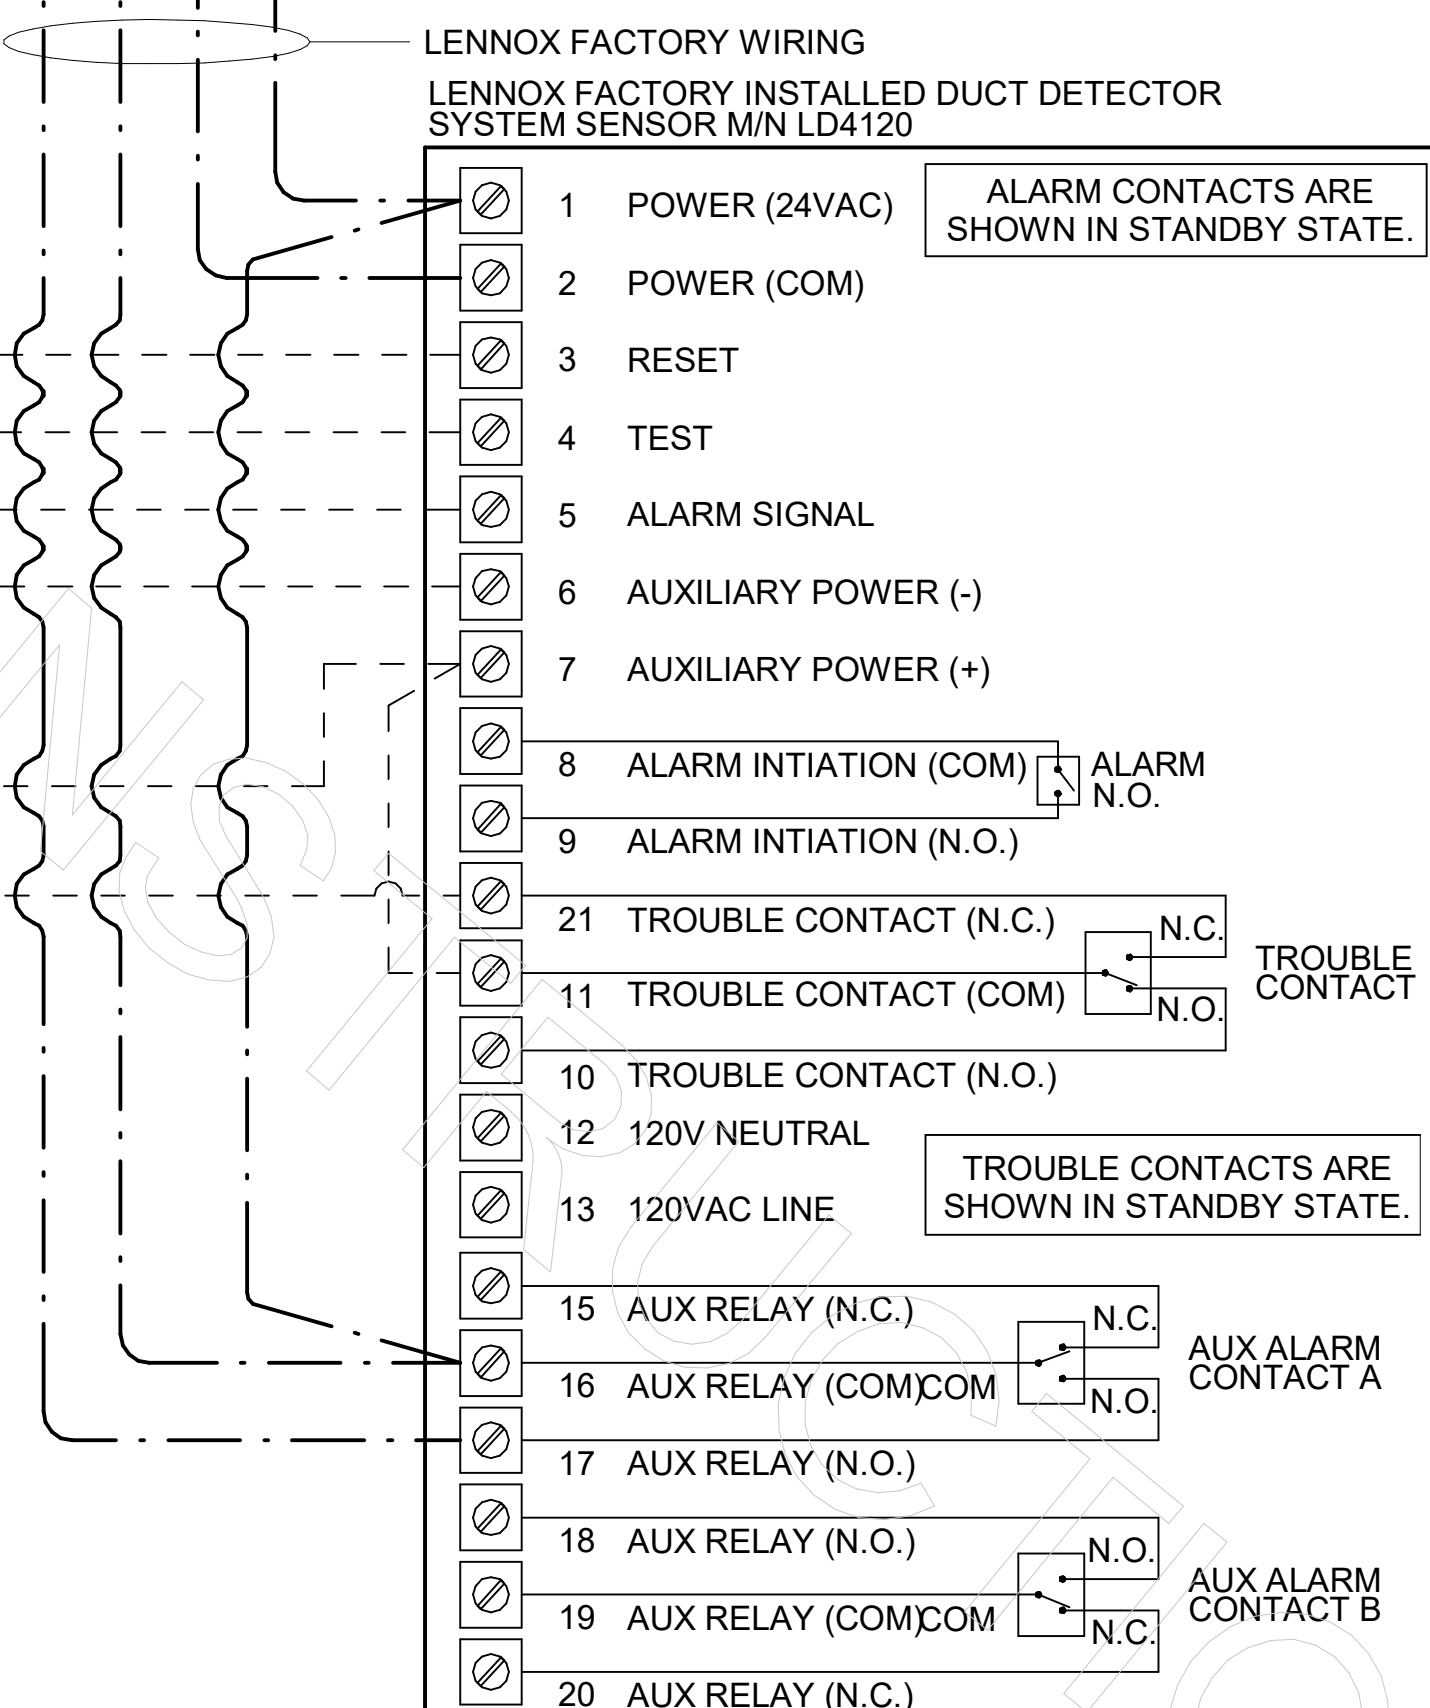 LENNOX FACTORY WIRING
LENNOX FACTORY INSTALLED DUCT DETECTOR
SYSTEM SENSOR M/N LD4120
1 POWER (24VAC)
ALARM CONTACTS ARE
SHOWN IN STANDBY STATE.
2 POWER (COM)
3 RESET
4 TEST
5 ALARM SIGNAL
6 AUXILIARY POWER (-)
7 AUXILIARY POWER (+)
8 ALARM INTIATION (COM)
ALARM
N.O.
9 ALARM INTIATION (N.O.)
21 TROUBLE CONTACT (N.C.)
N.C.
TROUBLE
CONTACT
11 TROUBLE CONTACT (COM)
N.O.
10 TROUBLE CONTACT (N.O.)
12 120V NEUTRAL
13 120VAC LINE
TROUBLE CONTACTS ARE
SHOWN IN STANDBY STATE.
15 AUX RELAY (N.C.)
N.C.
AUX ALARM
CONTACT A
16 AUX RELAY (COM)COM
N.O.
17 AUX RELAY (N.O.)
18 AUX RELAY (N.O.)
N.O.
AUX ALARM
CONTACT B
19 AUX RELAY (COM)COM
N.C.
20 AUX RELAY (N.C.)
NSTRUCTIO